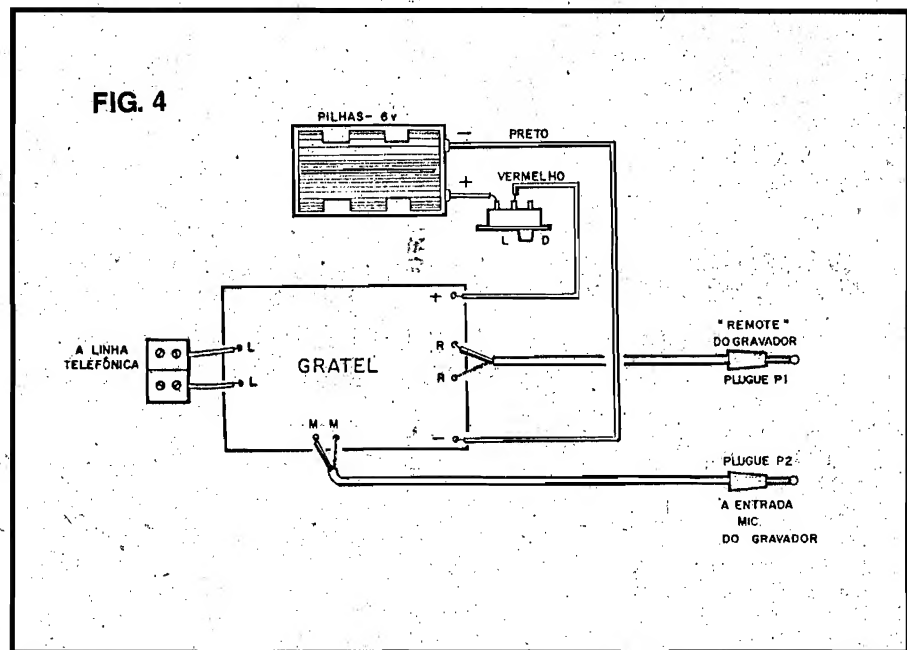 FIG. 4
PILHAS- 6v
−
PRETO
+
VERMELHO
L D
+
A LINHA
TELEFÔNICA
L
L
GRATEL
R
R
M M
−
"REMOTE"
DO GRAVADOR
PLUGUE P1
PLUGUE P2
A ENTRADA
MIC.
DO GRAVADOR